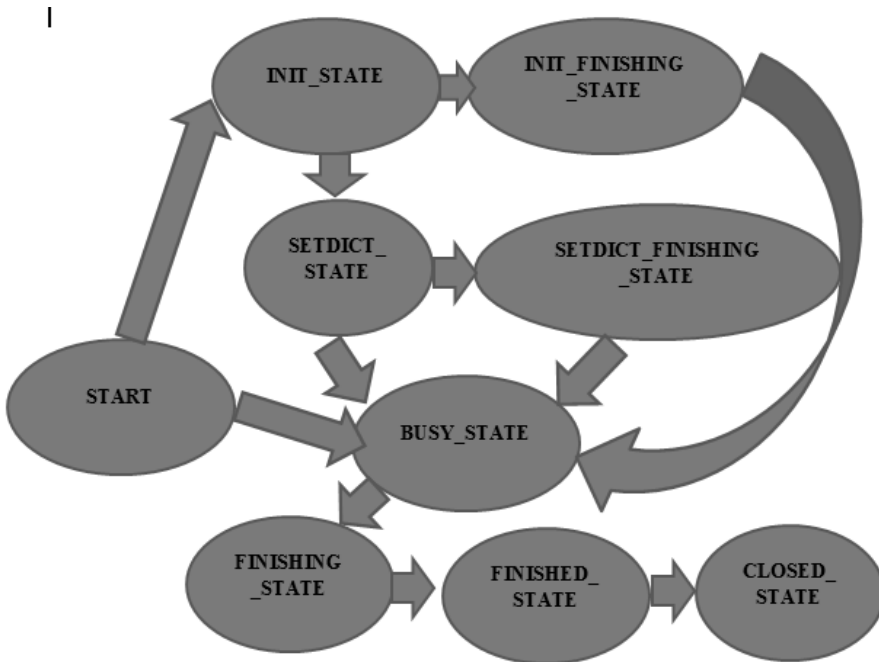 I
INIT_STATE
INIT_FINISHING
_STATE
SETDICT_
STATE
SETDICT_FINISHING
_STATE
START
BUSY_STATE
FINISHING
_STATE
FINISHED_
STATE
CLOSED_
STATE